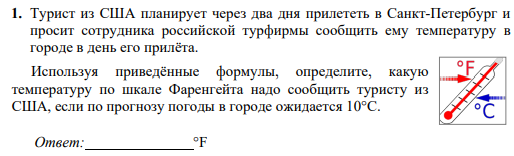 1. Турист из США планирует через два дня прилететь в Санкт-Петербург и
просит сотрудника российской турфирмы сообщить ему температуру в
городе в день его прилёта.
Используя приведённые формулы, определите, какую
температуру по шкале Фаренгейта надо сообщить туристу из
США, если по прогнозу погоды в городе ожидается 10°С.
°F
°C
Ответ: ________________°F